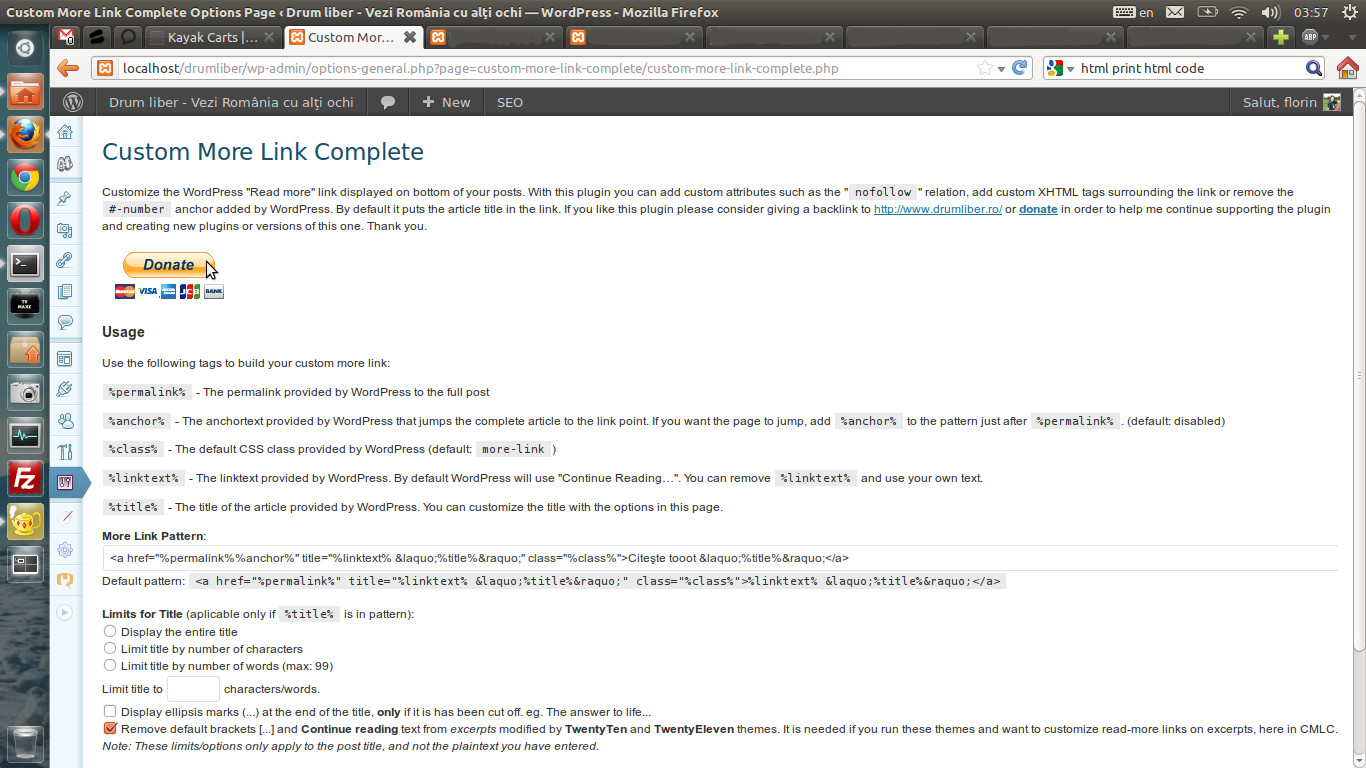 Custom More Link Complete Options Page ‹ Drum liber - Vezi România cu alţi ochi — WordPress - Mozilla Firefox
en
03:57
Kayak Carts |...
Custom Mor...
ABP
localhost/drumliber/wp-admin/options-general.php?page=custom-more-link-complete/custom-more-link-complete.php
html print html code
Drum liber - Vezi România cu alţi ochi
New
SEO
Salut, florin
Custom More Link Complete
Customize the WordPress "Read more" link displayed on bottom of your posts. With this plugin you can add custom attributes such as the " nofollow " relation, add custom XHTML tags surrounding the link or remove the
#-number anchor added by WordPress. By default it puts the article title in the link. If you like this plugin please consider giving a backlink to http://www.drumliber.ro/ or donate in order to help me continue supporting the plugin
and creating new plugins or versions of this one. Thank you.
Donate
VISA
JCB
BANK
Usage
Use the following tags to build your custom more link:
%permalink% - The permalink provided by WordPress to the full post
%anchor% - The anchortext provided by WordPress that jumps the complete article to the link point. If you want the page to jump, add %anchor% to the pattern just after %permalink% . (default: disabled)
%class% - The default CSS class provided by WordPress (default: more-link )
%linktext% - The linktext provided by WordPress. By default WordPress will use "Continue Reading…". You can remove %linktext% and use your own text.
%title% - The title of the article provided by WordPress. You can customize the title with the options in this page.
More Link Pattern:
<a href="%permalink%%anchor%" title="%linktext% &laquo;%title%&raquo;" class="%class%">Citește tooot &laquo;%title%&raquo;</a>
Default pattern: <a href="%permalink%" title="%linktext% &laquo;%title%&raquo;" class="%class%">%linktext% &laquo;%title%&raquo;</a>
Limits for Title (aplicable only if %title% is in pattern):
Display the entire title
Limit title by number of characters
Limit title by number of words (max: 99)
Limit title to characters/words.
Display ellipsis marks (...) at the end of the title, only if it is has been cut off. eg. The answer to life...
Remove default brackets [...] and Continue reading text from excerpts modified by TwentyTen and TwentyEleven themes. It is needed if you run these themes and want to customize read-more links on excerpts, here in CMLC.
Note: These limits/options only apply to the post title, and not the plaintext you have entered.